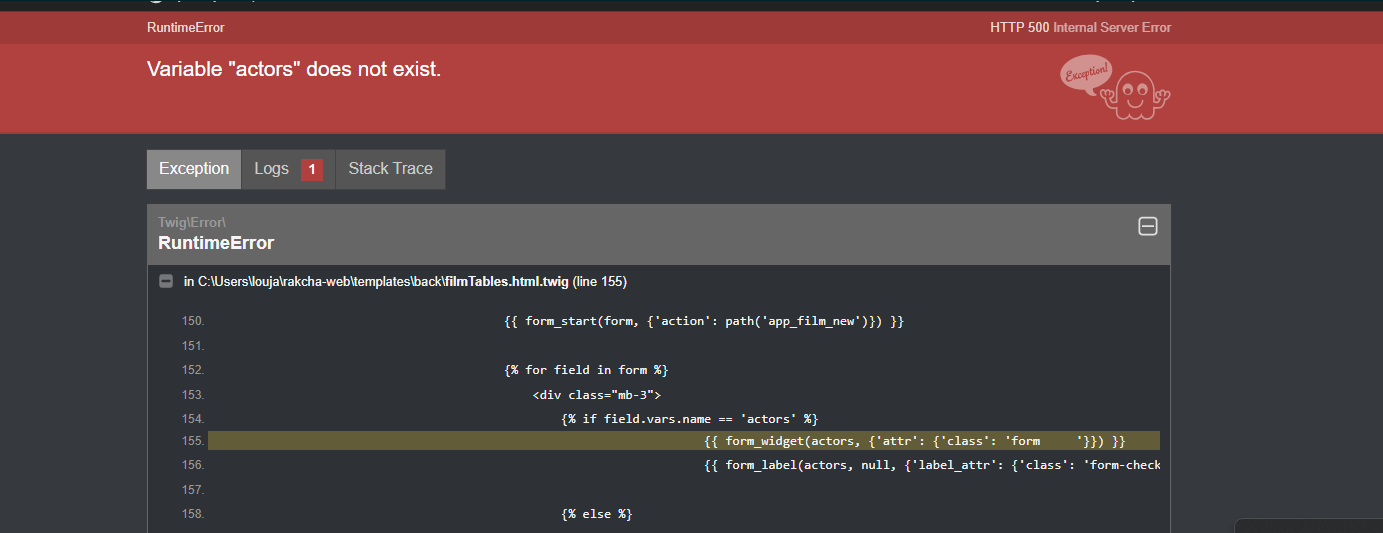 RuntimeError
HTTP 500 Internal Server Error
Variable "actors" does not exist.
Exception!
Exception
Logs 1
Stack Trace
Twig\Error\
RuntimeError
in C:\Users\louja\rakcha-web\templates\back\filmTables.html.twig (line 155)
150. {{ form_start(form, {'action': path('app_film_new')}) }}
151.
152. {% for field in form %}
153. <div class="mb-3">
154. {% if field.vars.name == 'actors' %}
155. {{ form_widget(actors, {'attr': {'class': 'form     '}}) }}
156. {{ form_label(actors, null, {'label_attr': {'class': 'form-check
157.
158. {% else %}